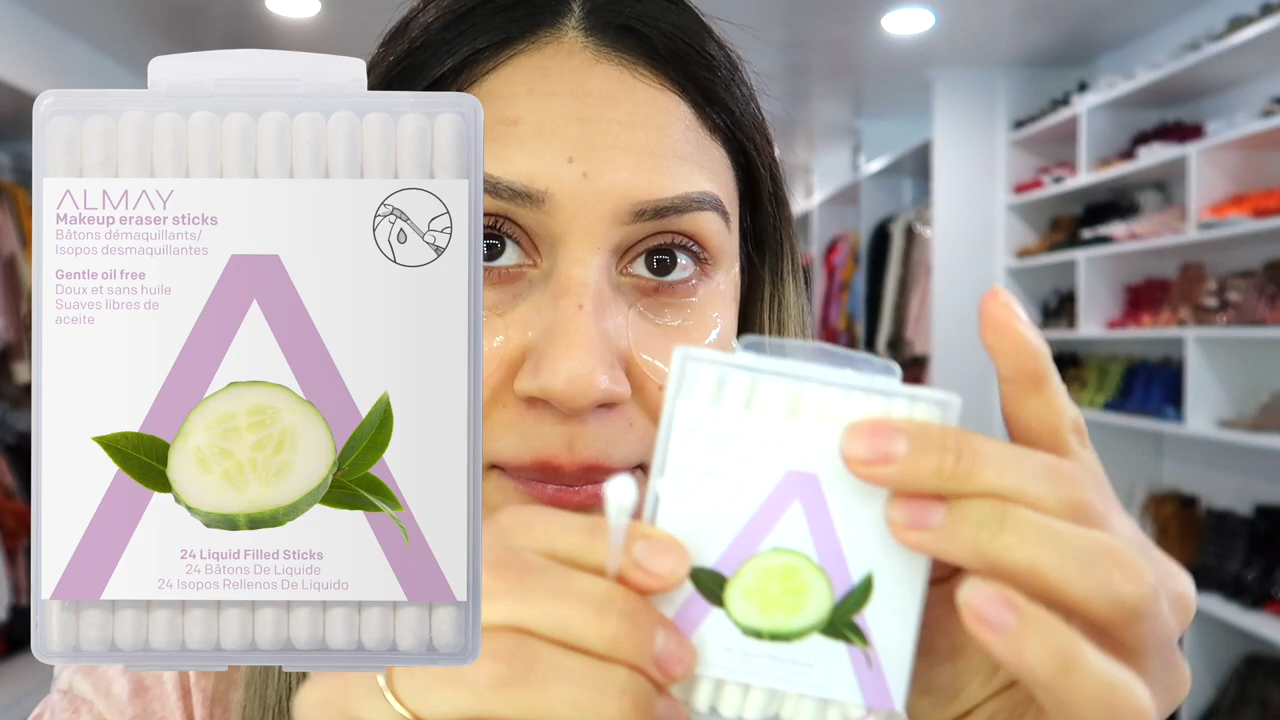 ALMAY
Makeup eraser sticks
Bâtons démaquillants/
Isopos desmaquillantes
Gentle oil free
Doux et sans huile
Suaves libres de
aceite
24 Liquid Filled Sticks
24 Bâtons De Liquide
24 Isopos Rellenos De Liquido